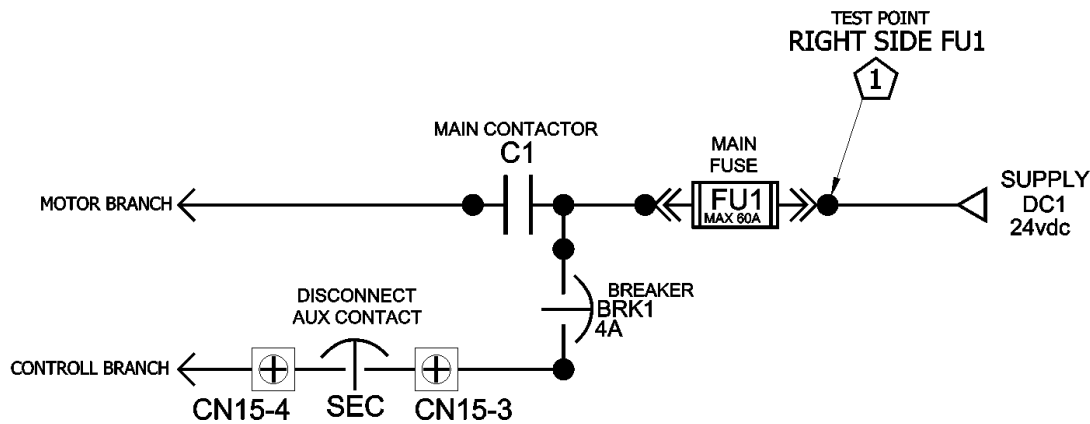 TEST POINT
RIGHT SIDE FU1
1
MAIN CONTACTOR
C1
MAIN
FUSE
FU1
MAX 60A
SUPPLY
DC1
24vdc
MOTOR BRANCH
DISCONNECT
AUX CONTACT
BREAKER
BRK1
4A
CONTROLL BRANCH
CN15-4
SEC
CN15-3